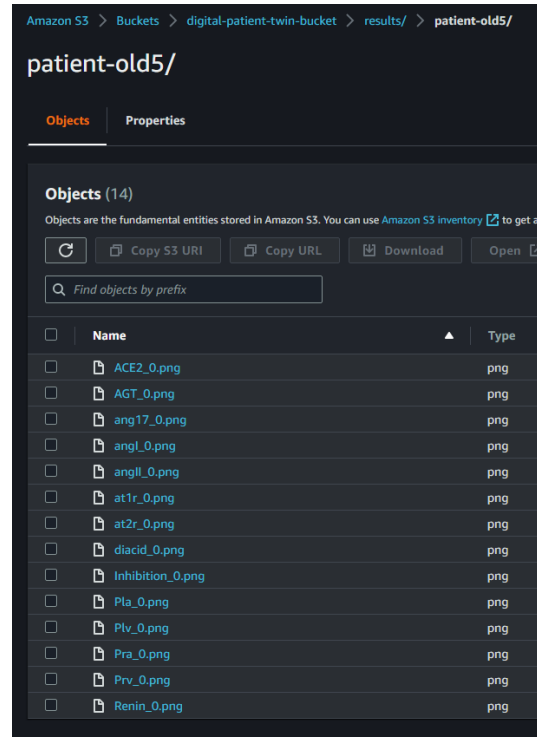 Amazon S3 > Buckets > digital-patient-twin-bucket > results/ > patient-old5/
patient-old5/
Objects Properties
Objects (14)
Objects are the fundamental entities stored in Amazon S3. You can use Amazon S3 inventory to get a
Copy S3 URI Copy URL Download Open
Find objects by prefix
Name Type
ACE2_0.png png
AGT_0.png png
ang17_0.png png
angI_0.png png
angII_0.png png
at1r_0.png png
at2r_0.png png
diacid_0.png png
Inhibition_0.png png
Pla_0.png png
Plv_0.png png
Pra_0.png png
Prv_0.png png
Renin_0.png png